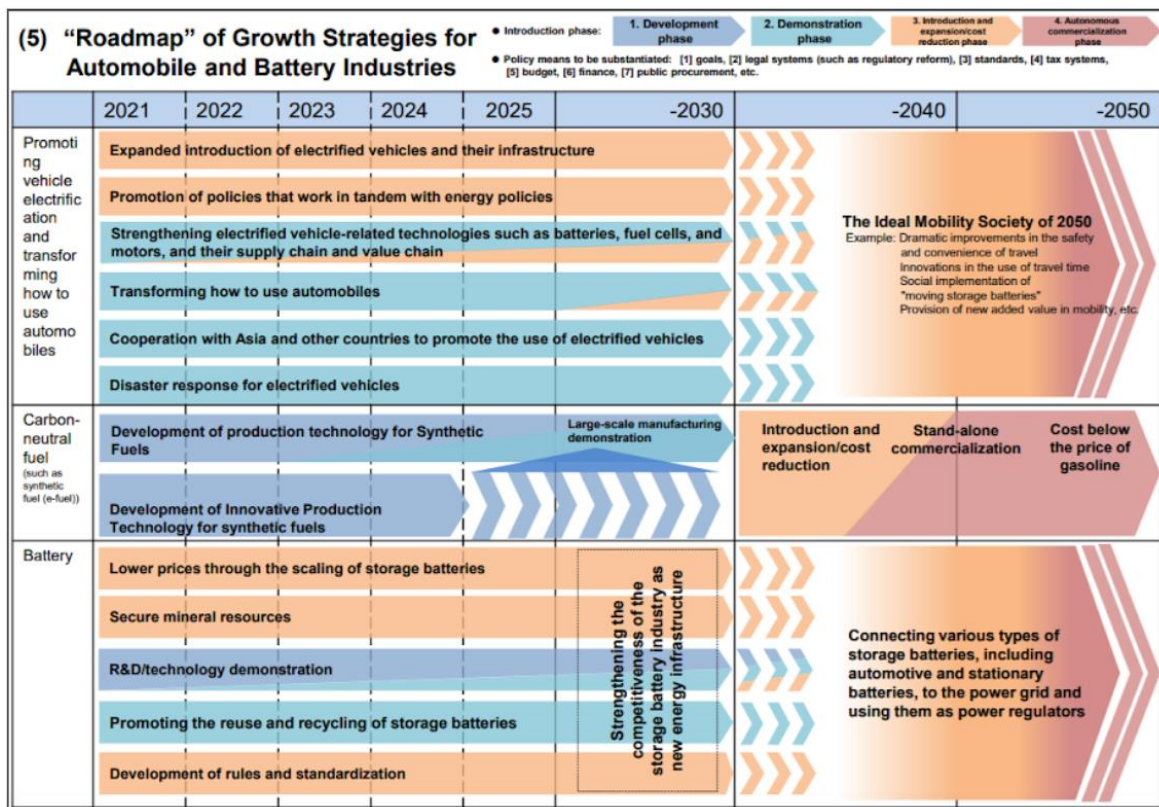 (5) “Roadmap” of Growth Strategies for
Automobile and Battery Industries
● Introduction phase:
1. Development
phase
2. Demonstration
phase
3. Introduction and
expansion/cost
reduction phase
4. Autonomous
commercialization
phase
● Policy means to be substantiated: [1] goals, [2] legal systems (such as regulatory reform), [3] standards, [4] tax systems,
[5] budget, [6] finance, [7] public procurement, etc.
2021 2022 2023 2024 2025 -2030 -2040 -2050
Promoti
ng
vehicle
electrific
ation
and
transfor
ming
how to
use
automo
biles
Expanded introduction of electrified vehicles and their infrastructure
Promotion of policies that work in tandem with energy policies
Strengthening electrified vehicle-related technologies such as batteries, fuel cells, and
motors, and their supply chain and value chain
Transforming how to use automobiles
Cooperation with Asia and other countries to promote the use of electrified vehicles
Disaster response for electrified vehicles
The Ideal Mobility Society of 2050
Example: Dramatic improvements in the safety
and convenience of travel
Innovations in the use of travel time
Social implementation of
"moving storage batteries"
Provision of new added value in mobility, etc.
Carbon-
neutral
fuel
(such as
synthetic
fuel (e-fuel))
Development of production technology for Synthetic
Fuels
Large-scale manufacturing
demonstration
Development of Innovative Production
Technology for synthetic fuels
Introduction and
expansion/cost
reduction
Stand-alone
commercialization
Cost below
the price of
gasoline
Battery
Lower prices through the scaling of storage batteries
Secure mineral resources
R&D/technology demonstration
Promoting the reuse and recycling of storage batteries
Development of rules and standardization
Strengthening the
competitiveness of the
storage battery industry as
new energy infrastructure
Connecting various types of
storage batteries, including
automotive and stationary
batteries, to the power grid and
using them as power regulators